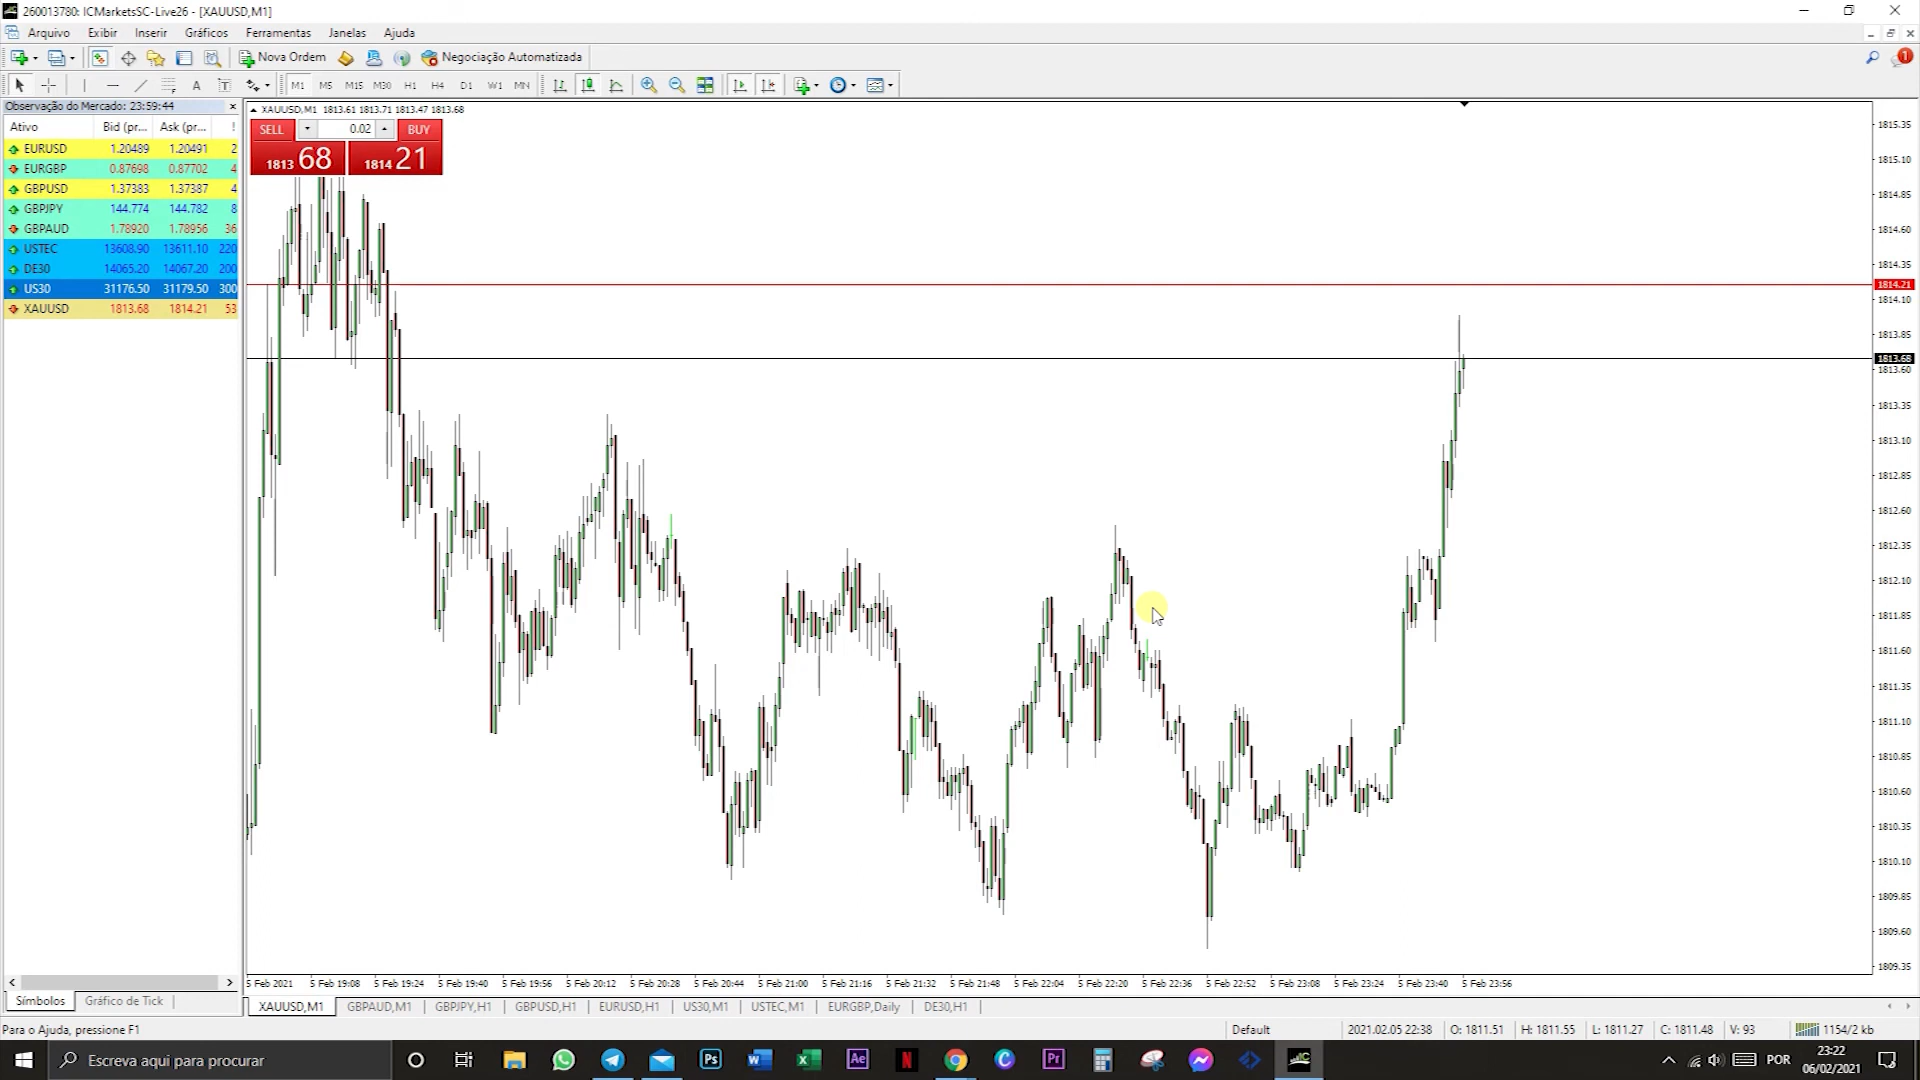 260013780: ICMarketsSC-Live26 - [XAUUSD,M1]
Arquivo Exibir Inserir Gráficos Ferramentas Janelas Ajuda
Nova Ordem Negociação Automatizada
A T M1 M5 M15 M30 H1 H4 D1 W1 MN
Observação do Mercado: 23:59:44
Ativo Bid (pr... Ask (pr... !
EURUSD 1.20489 1.20491 2
EURGBP 0.87698 0.87702 4
GBPUSD 1.37383 1.37387 4
GBPJPY 144.774 144.782 8
GBPAUD 1.78920 1.78956 36
USTEC 13608.90 13611.10 220
DE30 14065.20 14067.20 200
US30 31176.50 31179.50 300
XAUUSD 1813.68 1814.21 53
Símbolos Gráfico de Tick
XAUUSD,M1 1813.61 1813.71 1813.47 1813.68
SELL 0.02 BUY
1813 68 1814 21
1815.35
1815.10
1814.85
1814.60
1814.35
1814.21
1814.10
1813.85
1813.68
1813.60
1813.35
1813.10
1812.85
1812.60
1812.35
1812.10
1811.85
1811.60
1811.35
1811.10
1810.85
1810.60
1810.35
1810.10
1809.85
1809.60
1809.35
5 Feb 2021 5 Feb 19:08 5 Feb 19:24 5 Feb 19:40 5 Feb 19:56 5 Feb 20:12 5 Feb 20:28 5 Feb 20:44 5 Feb 21:00 5 Feb 21:16 5 Feb 21:32 5 Feb 21:48 5 Feb 22:04 5 Feb 22:20 5 Feb 22:36 5 Feb 22:52 5 Feb 23:08 5 Feb 23:24 5 Feb 23:40 5 Feb 23:56
XAUUSD,M1 GBPAUD,M1 GBPJPY,H1 GBPUSD,H1 EURUSD,H1 US30,M1 USTEC,M1 EURGBP,Daily DE30,H1
Para o Ajuda, pressione F1 Default 2021.02.05 22:38 O: 1811.51 H: 1811.55 L: 1811.27 C: 1811.48 V: 93 1154/2 kb
Escreva aqui para procurar
Ps Ae N Pr
POR 23:22
06/02/2021
1